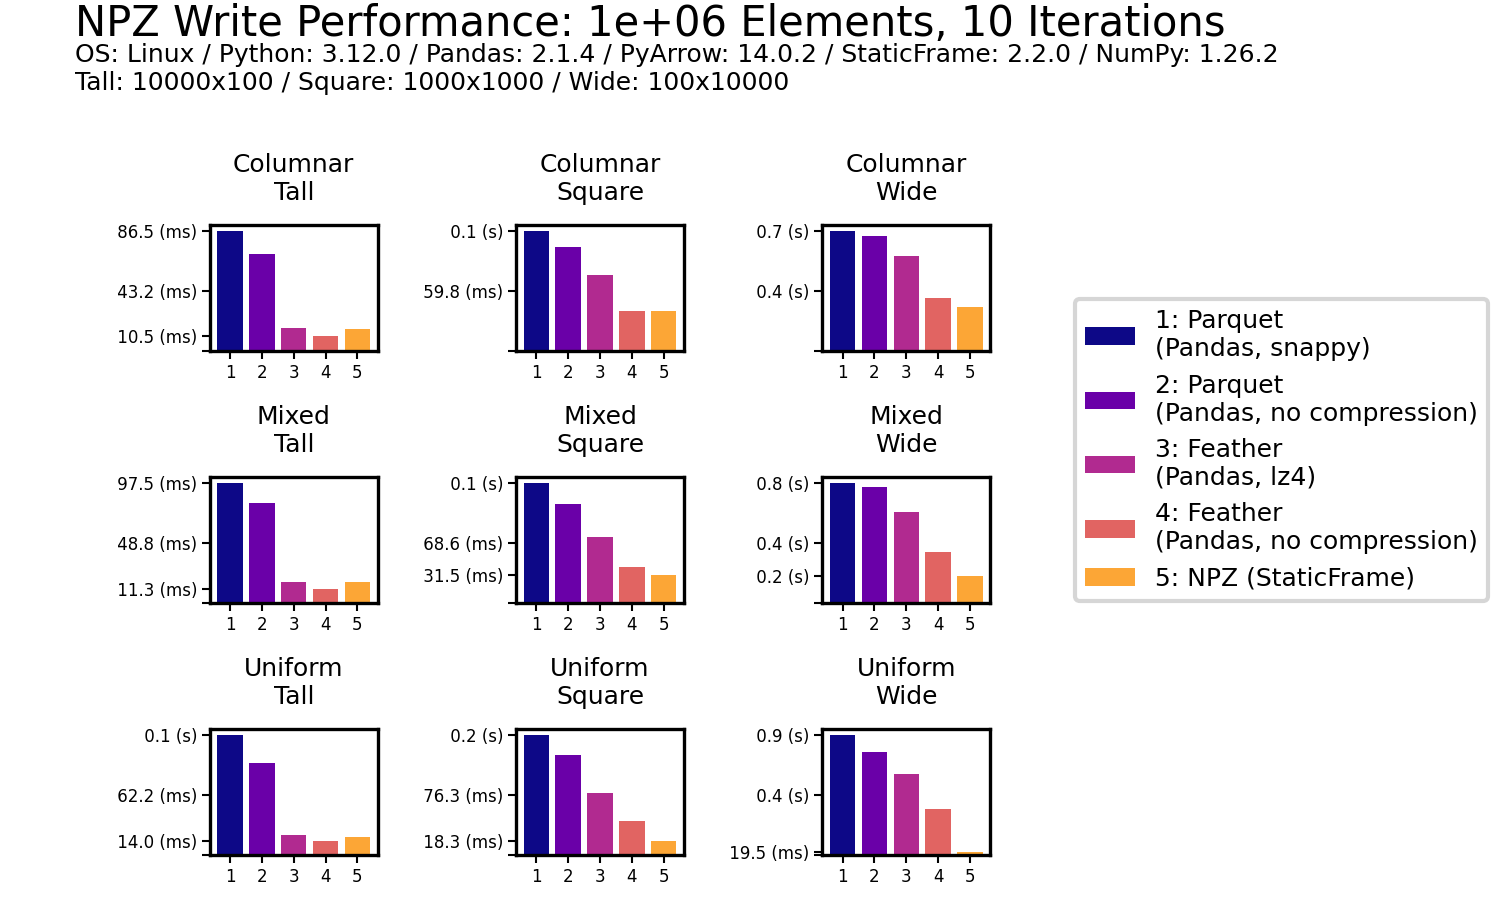 NPZ Write Performance: 1e+06 Elements, 10 Iterations
OS: Linux / Python: 3.12.0 / Pandas: 2.1.4 / PyArrow: 14.0.2 / StaticFrame: 2.2.0 / NumPy: 1.26.2
Tall: 10000x100 / Square: 1000x1000 / Wide: 100x10000
Columnar
Tall
86.5 (ms)
43.2 (ms)
10.5 (ms)
1 2 3 4 5
Columnar
Square
0.1 (s)
59.8 (ms)
1 2 3 4 5
Columnar
Wide
0.7 (s)
0.4 (s)
1 2 3 4 5
Mixed
Tall
97.5 (ms)
48.8 (ms)
11.3 (ms)
1 2 3 4 5
Mixed
Square
0.1 (s)
68.6 (ms)
31.5 (ms)
1 2 3 4 5
Mixed
Wide
0.8 (s)
0.4 (s)
0.2 (s)
1 2 3 4 5
Uniform
Tall
0.1 (s)
62.2 (ms)
14.0 (ms)
1 2 3 4 5
Uniform
Square
0.2 (s)
76.3 (ms)
18.3 (ms)
1 2 3 4 5
Uniform
Wide
0.9 (s)
0.4 (s)
19.5 (ms)
1 2 3 4 5
1: Parquet
(Pandas, snappy)
2: Parquet
(Pandas, no compression)
3: Feather
(Pandas, lz4)
4: Feather
(Pandas, no compression)
5: NPZ (StaticFrame)